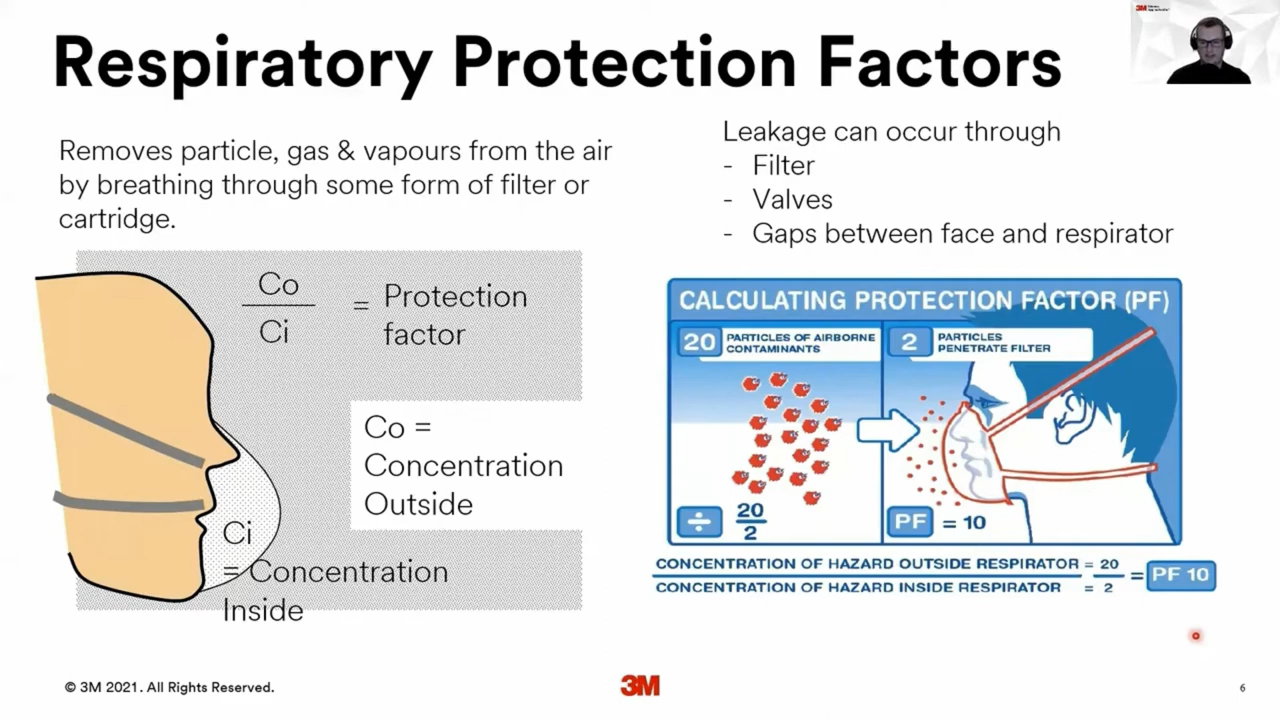 Respiratory Protection Factors
3M
Removes particle, gas & vapours from the air
by breathing through some form of filter or
cartridge.
Co
Ci
= Protection
factor
Co =
Concentration
Outside
Ci
= Concentration
Inside
Leakage can occur through
- Filter
- Valves
- Gaps between face and respirator
CALCULATING PROTECTION FACTOR (PF)
20 PARTICLES OF AIRBORNE
CONTAMINANTS
2 PARTICLES
PENETRATE FILTER
÷ 20
2
PF = 10
CONCENTRATION OF HAZARD OUTSIDE RESPIRATOR = 20
CONCENTRATION OF HAZARD INSIDE RESPIRATOR = 2
= PF 10
© 3M 2021. All Rights Reserved.
3M
6